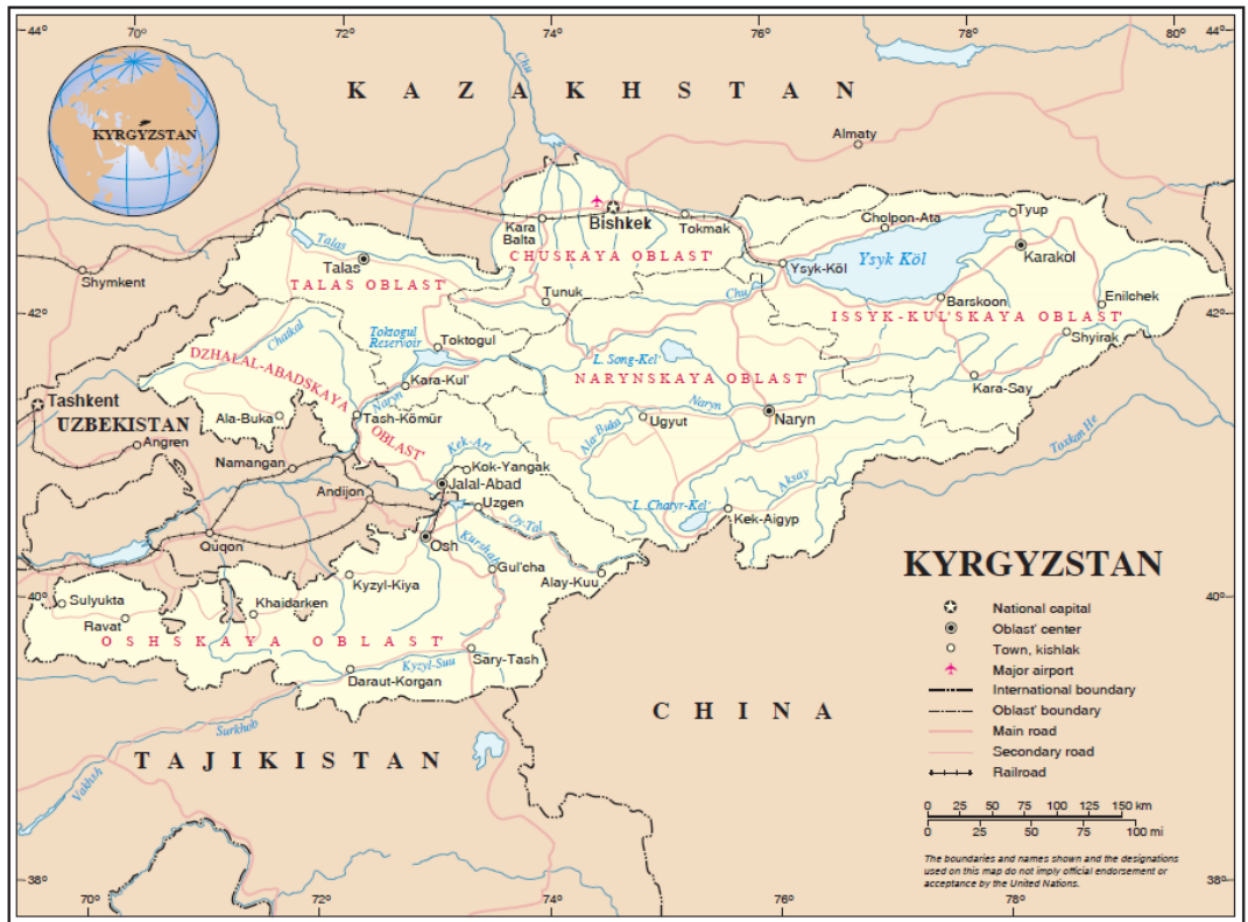 44° 70° 72° 74° 76° 78° 80° 44°
Chu
K A Z A K H S T A N
KYRGYZSTAN
Almaty
Bishkek
Kara
Balta
Tokmak
Cholpon-Ata
Tyup
Talas
Talas
CHUSKAYA OBLAST'
Ysyk Köl
Karakol
Shymkent
TALAS OBLAST'
Ysyk-Köl
Tunuk
Chu
Barskoon
Enilchek
42°
ISSYK-KUL'SKAYA OBLAST'
42°
Chatkal
Toktogul
Reservoir
Toktogul
Shyirak
DZHALAL-ABADSKAYA
OBLAST'
L. Song-Kel'
NARYNSKAYA OBLAST'
Kara-Say
Kara-Kul'
Naryn
Tashkent
UZBEKISTAN
Ala-Buka
Tash-Kömür
Naryn
Ugyut
Naryn
Ala-Buka
Angren
Kek-Art
Toxkan He
Namangan
Kok-Yangak
Jalal-Abad
Aksay
Andijon
Uzgen
L. Chatyr-Kel'
Kek-Aigyp
Oy-Tal
Quqon
Osh
Kurshab
Gul'cha
Alay-Kuu
KYRGYZSTAN
Kyzyl-Kiya
40°
Sulyukta
Khaidarken
40°
Ravat
OSHSKAYA OBLAST'
Sary-Tash
Kyzyl-Suu
Daraut-Korgan
National capital
Oblast' center
Town, kishlak
Major airport
International boundary
Oblast' boundary
Main road
Secondary road
Railroad
C H I N A
Surkhob
T A J I K I S T A N
Vakhsh
0 25 50 75 100 125 150 km
0 25 50 75 100 mi
The boundaries and names shown and the designations
used on this map do not imply official endorsement or
acceptance by the United Nations.
38° 38°
70° 72° 74° 76° 78°